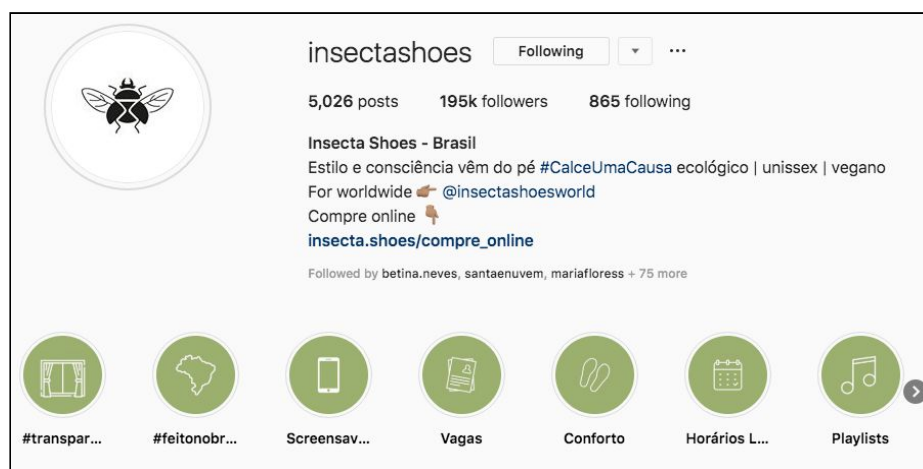 insectashoes Following
5,026 posts 195k followers 865 following
Insecta Shoes - Brasil
Estilo e consciência vêm do pé #CalceUmaCausa ecológico | unissex | vegano
For worldwide 👉🏽 @insectashoesworld
Compre online 👇🏽
insecta.shoes/compre_online
Followed by betina.neves, santaenuvem, mariafloress + 75 more
#transpar... #feitonobr... Screensav... Vagas Conforto Horários L... Playlists